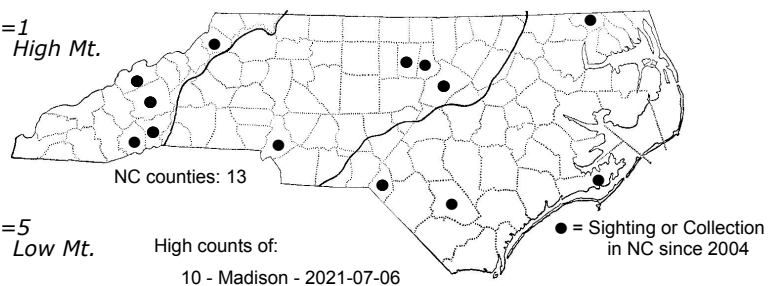 =1
High Mt.
NC counties: 13
=5
Low Mt.
High counts of:
10 - Madison - 2021-07-06
● = Sighting or Collection
in NC since 2004